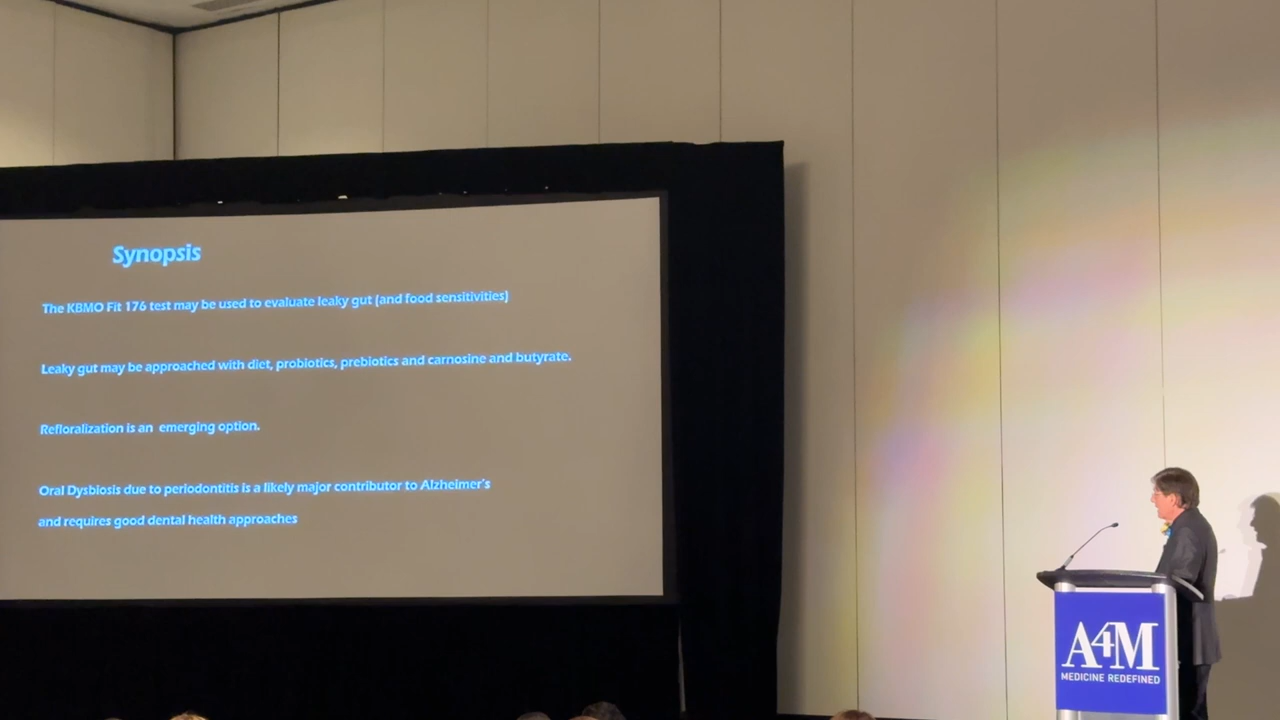 Synopsis
The KBMO Fit 176 test may be used to evaluate leaky gut (and food sensitivities)
Leaky gut may be approached with diet, probiotics, prebiotics and carnosine and butyrate.
Refloralization is an emerging option.
Oral Dysbiosis due to periodontitis is a likely major contributor to Alzheimer's
and requires good dental health approaches
A4M
MEDICINE REDEFINED